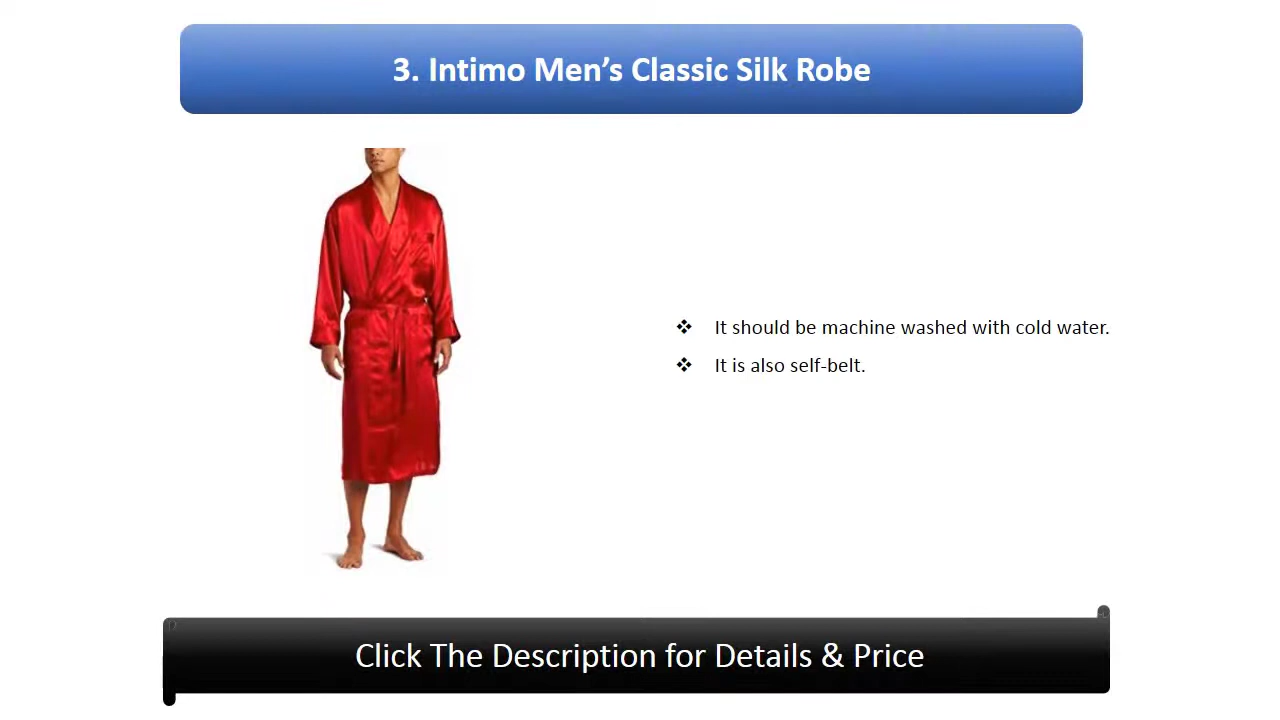 3. Intimo Men’s Classic Silk Robe
❖ It should be machine washed with cold water.
❖ It is also self-belt.
Click The Description for Details & Price